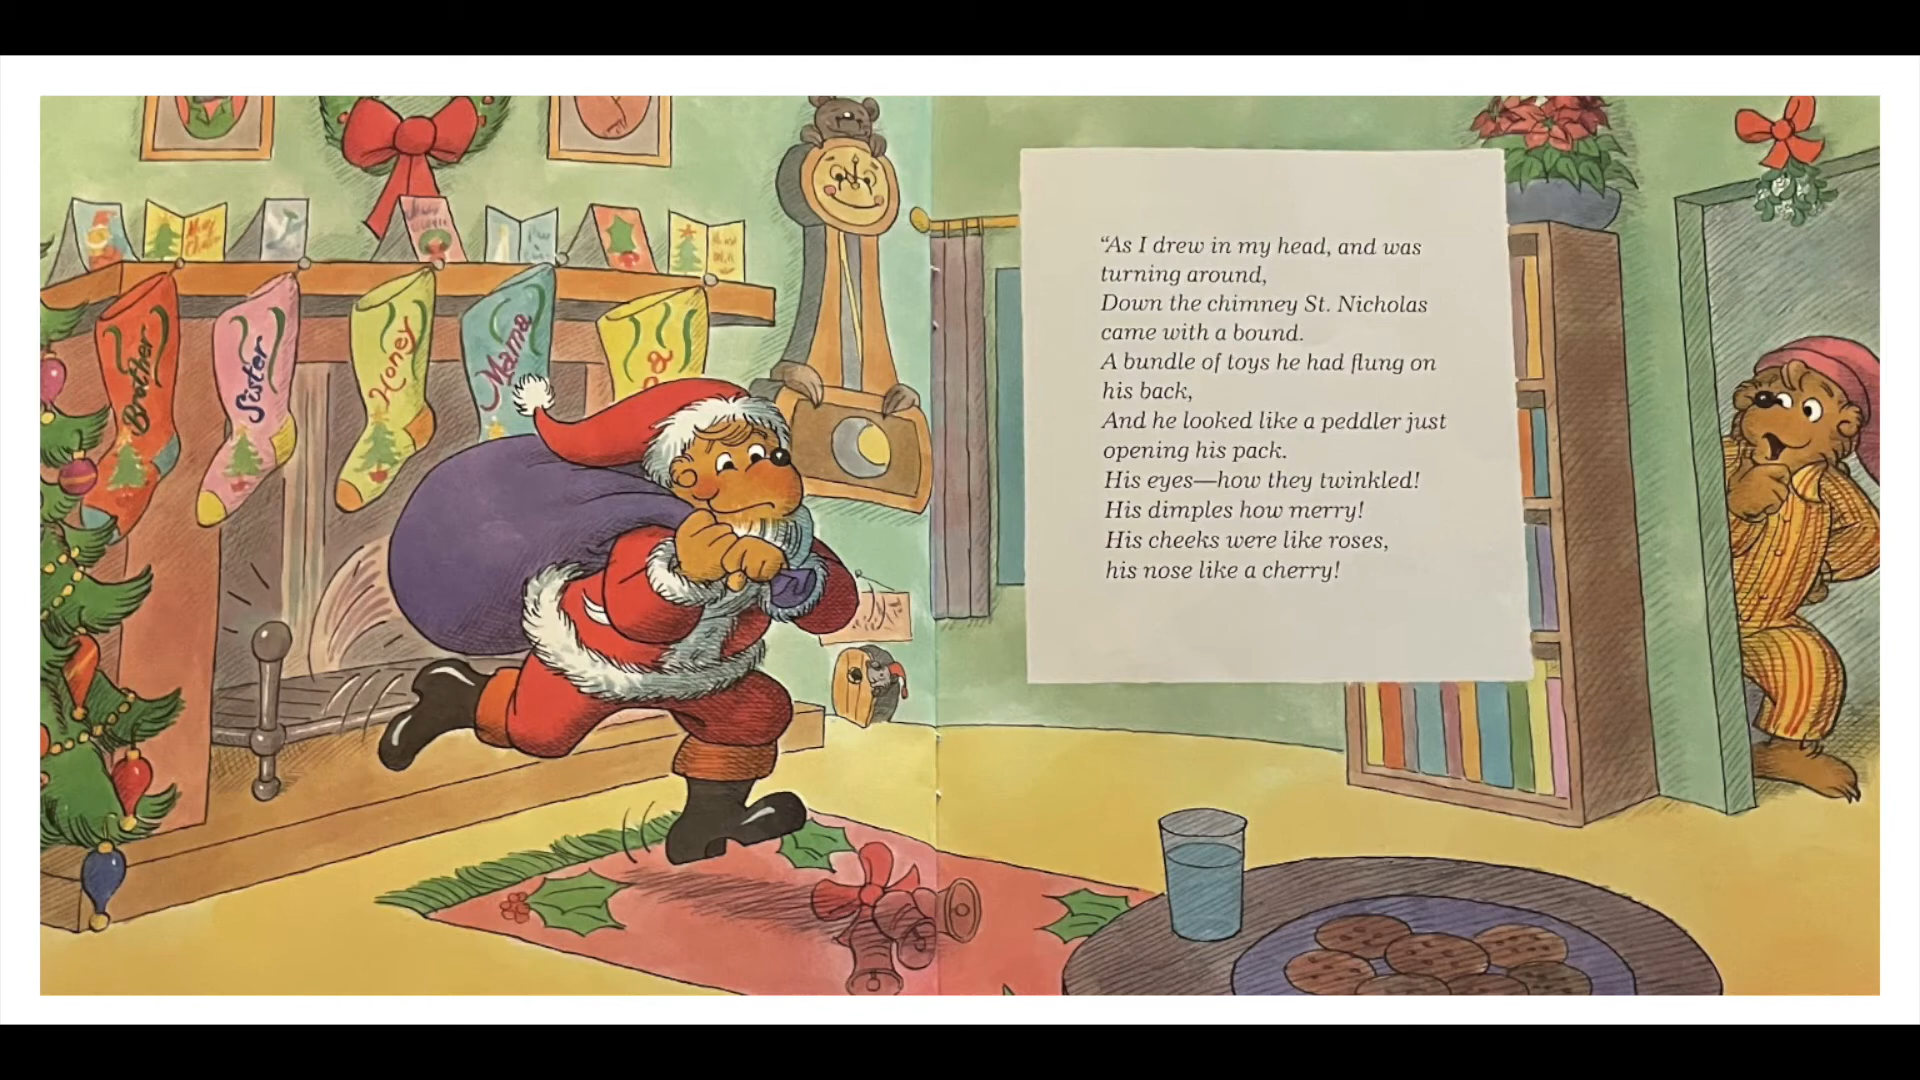 Brother
Sister
Honey
Mama
“As I drew in my head, and was
turning around,
Down the chimney St. Nicholas
came with a bound.
A bundle of toys he had flung on
his back,
And he looked like a peddler just
opening his pack.
His eyes—how they twinkled!
His dimples how merry!
His cheeks were like roses,
his nose like a cherry!